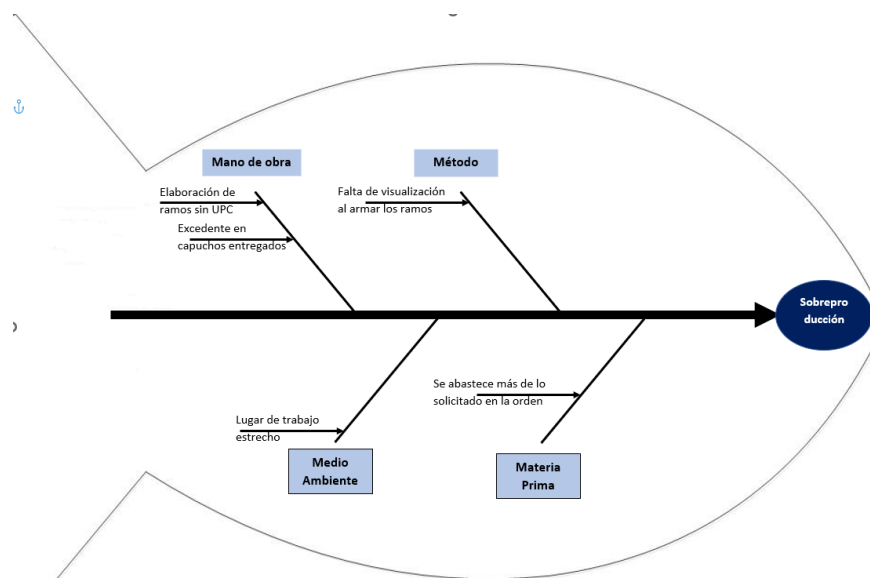 Mano de obra
Método
Elaboración de
ramos sin UPC
Falta de visualización
al armar los ramos
Excedente en
capuchos entregados
Sobrepro
ducción
Se abastece más de lo
solicitado en la orden
Lugar de trabajo
estrecho
Medio
Ambiente
Materia
Prima